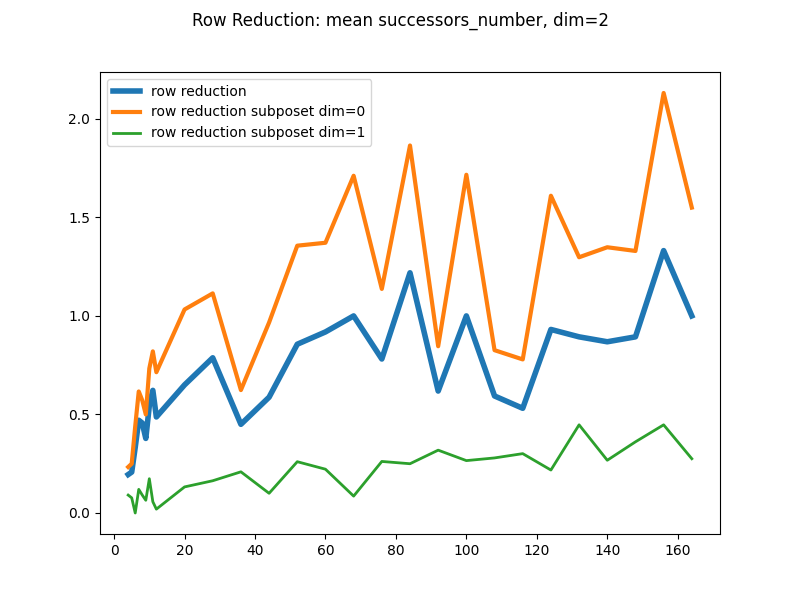 Row Reduction: mean successors_number, dim=2
row reduction
row reduction subposet dim=0
row reduction subposet dim=1
2.0
1.5
1.0
0.5
0.0
0 20 40 60 80 100 120 140 160